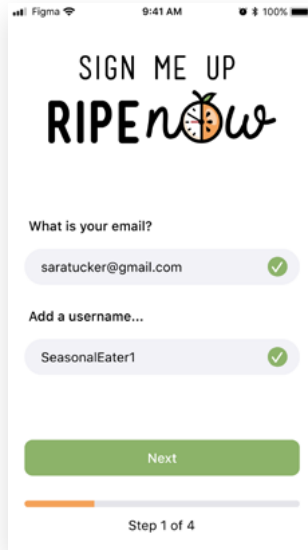 Figma 9:41 AM 100%
SIGN ME UP
RIPEnow
What is your email?
saratucker@gmail.com
Add a username...
SeasonalEater1
Next
Step 1 of 4